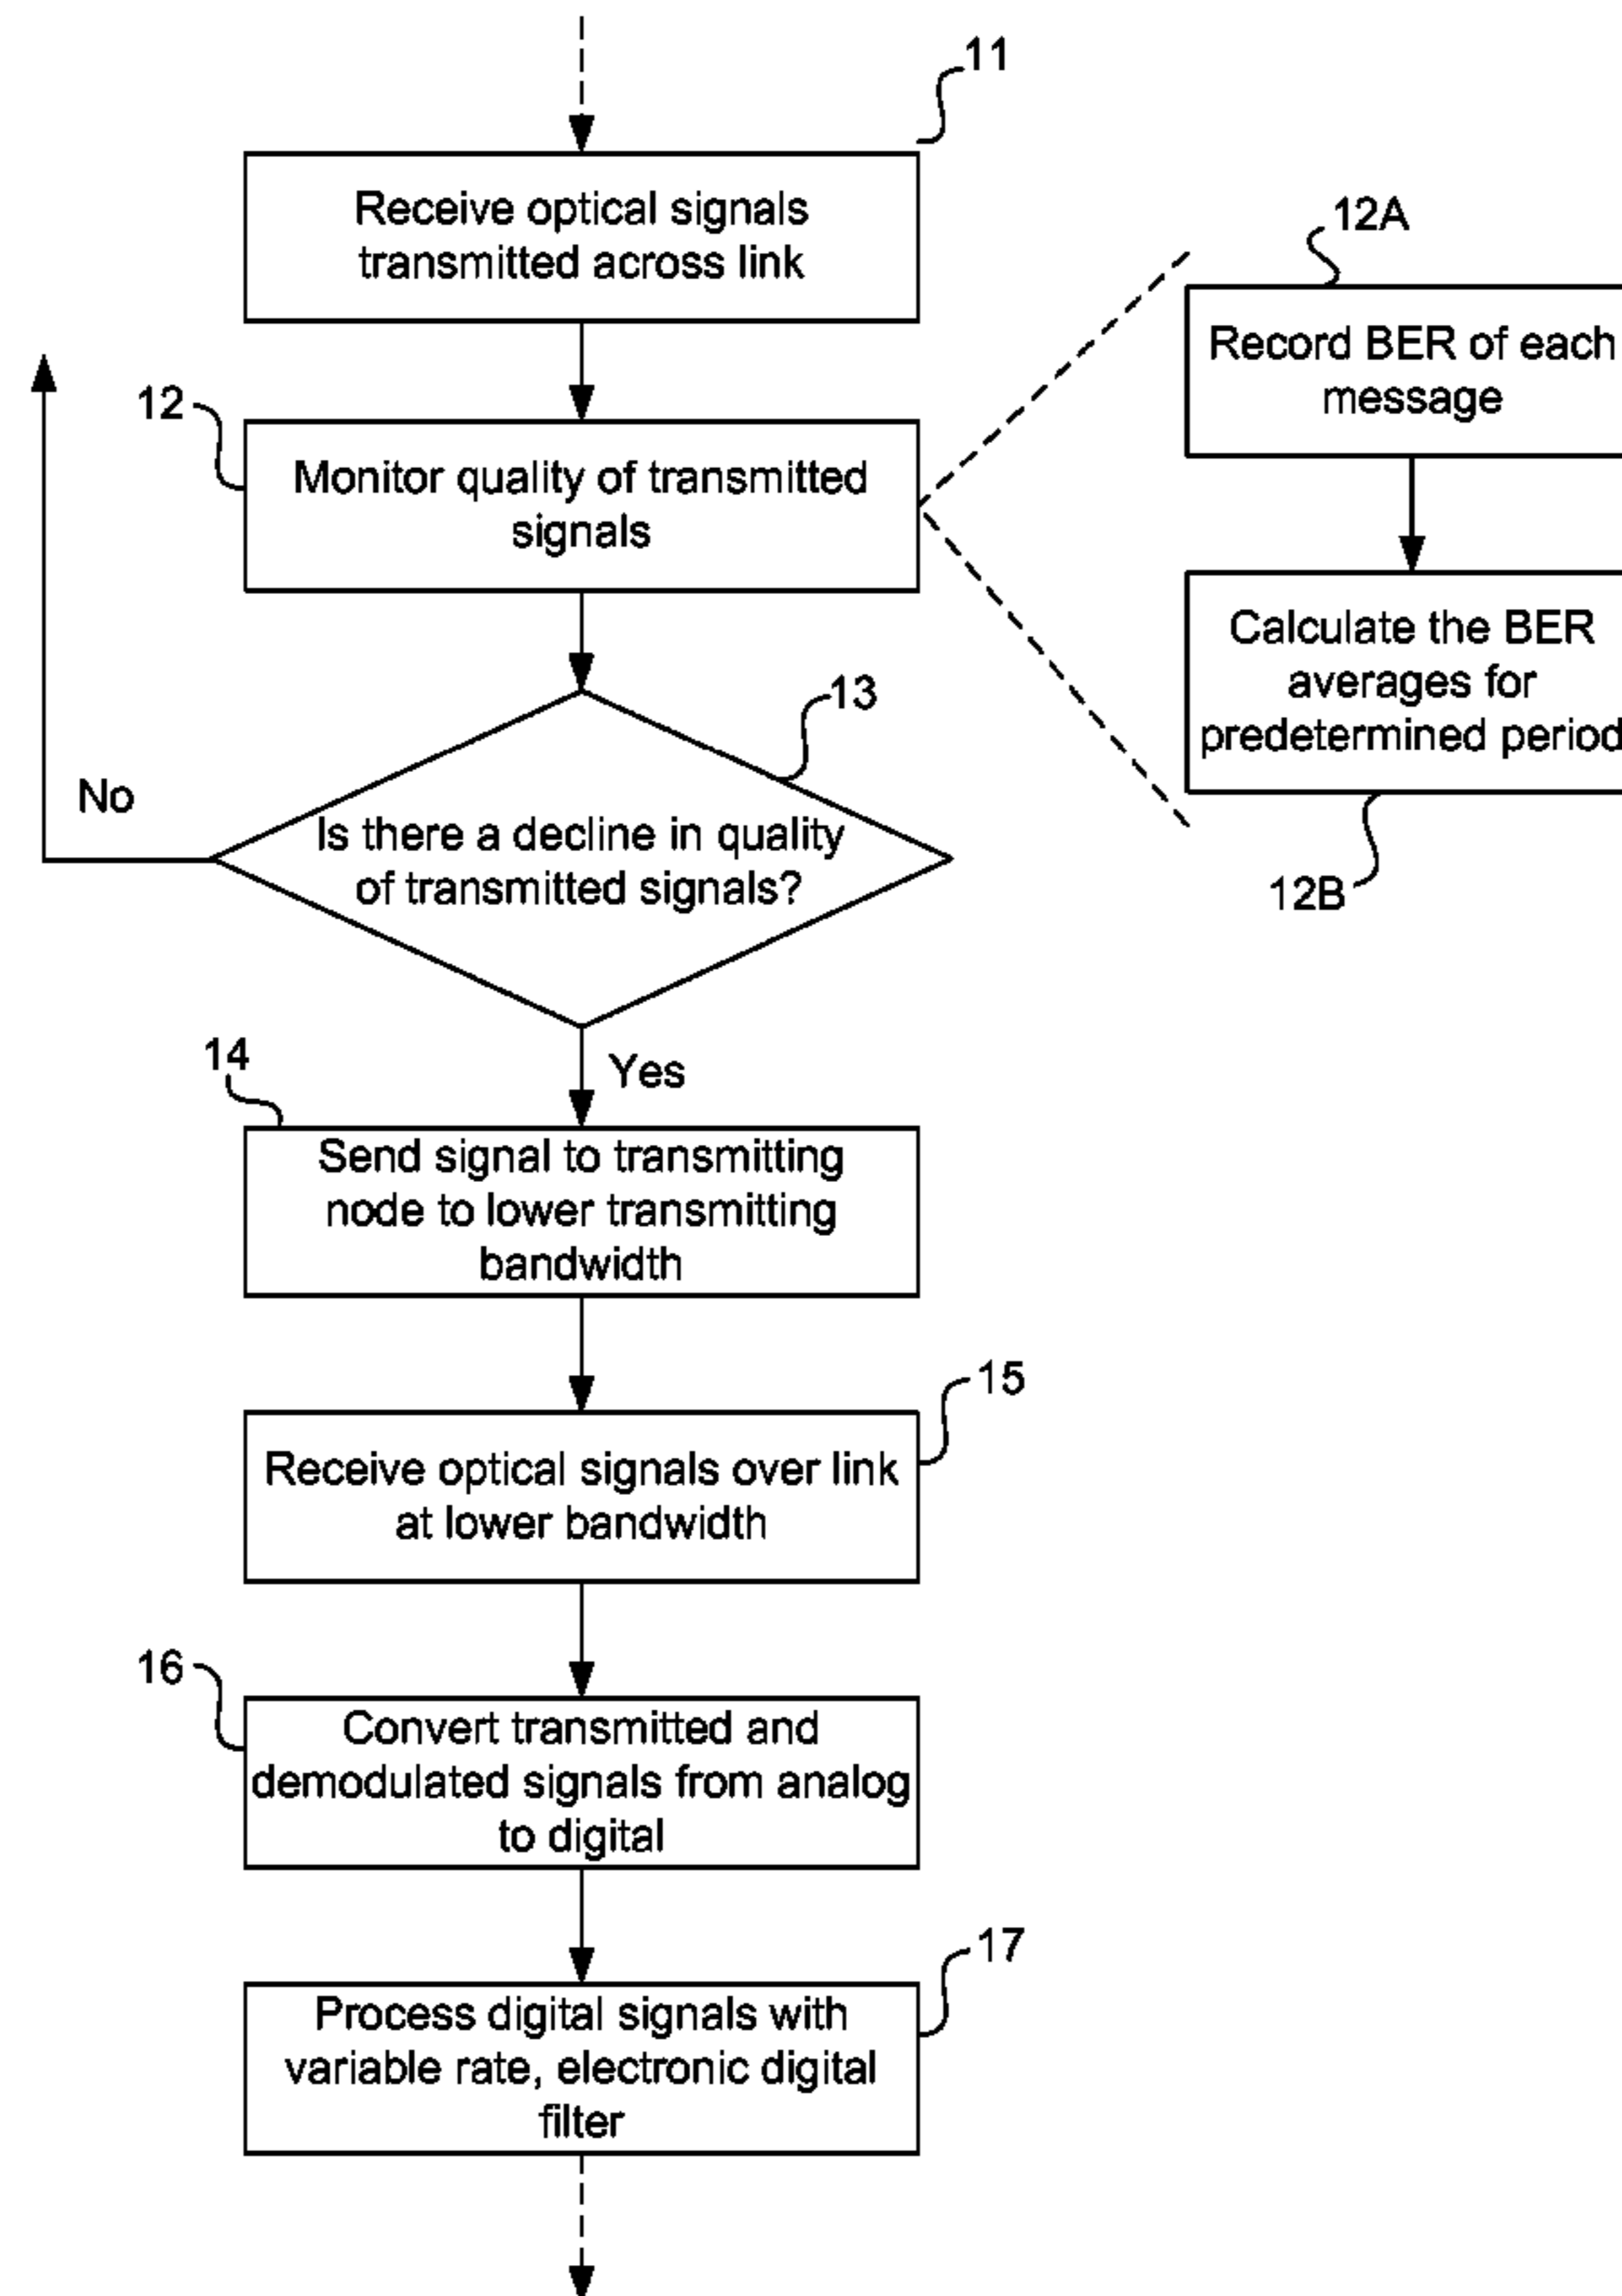 11
Receive optical signals
transmitted across link
12A
Record BER of each
message
12
Monitor quality of transmitted
signals
Calculate the BER
averages for
predetermined period
12B
13
No
Is there a decline in quality
of transmitted signals?
Yes
14
Send signal to transmitting
node to lower transmitting
bandwidth
15
Receive optical signals over link
at lower bandwidth
16
Convert transmitted and
demodulated signals from analog
to digital
17
Process digital signals with
variable rate, electronic digital
filter